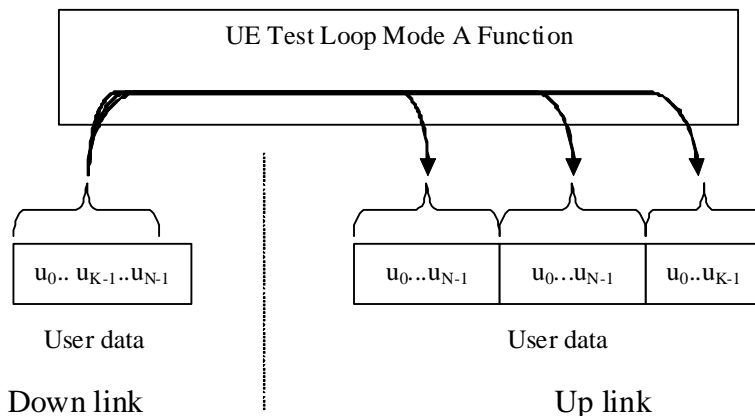 UE Test Loop Mode A Function
u0.. uK-1..uN-1
u0...uN-1
u0...uN-1
u0..uK-1
User data
User data
Down link
Up link